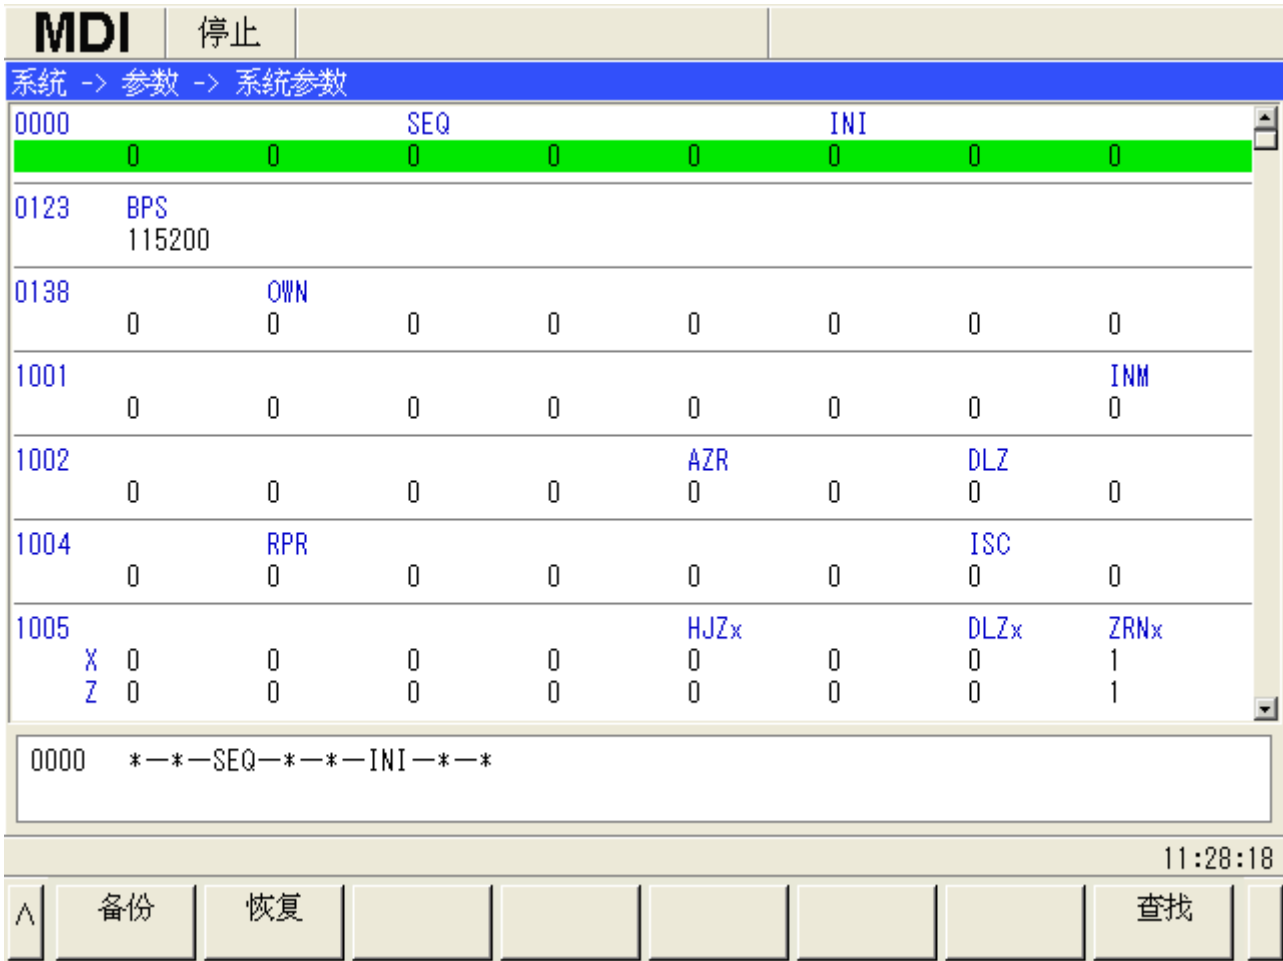 MDI 停止
系统 -> 参数 -> 系统参数
0000 SEQ INI
0 0 0 0 0 0 0 0
0123 BPS
115200
0138 OWN
0 0 0 0 0 0 0 0
1001 INM
0 0 0 0 0 0 0 0
1002 AZR DLZ
0 0 0 0 0 0 0 0
1004 RPR ISC
0 0 0 0 0 0 0 0
1005 HJZx DLZx ZRNx
X 0 0 0 0 0 0 0 1
Z 0 0 0 0 0 0 0 1
0000 *—*—SEQ—*—*—INI—*—*
11:28:18
∧ 备份 恢复 查找